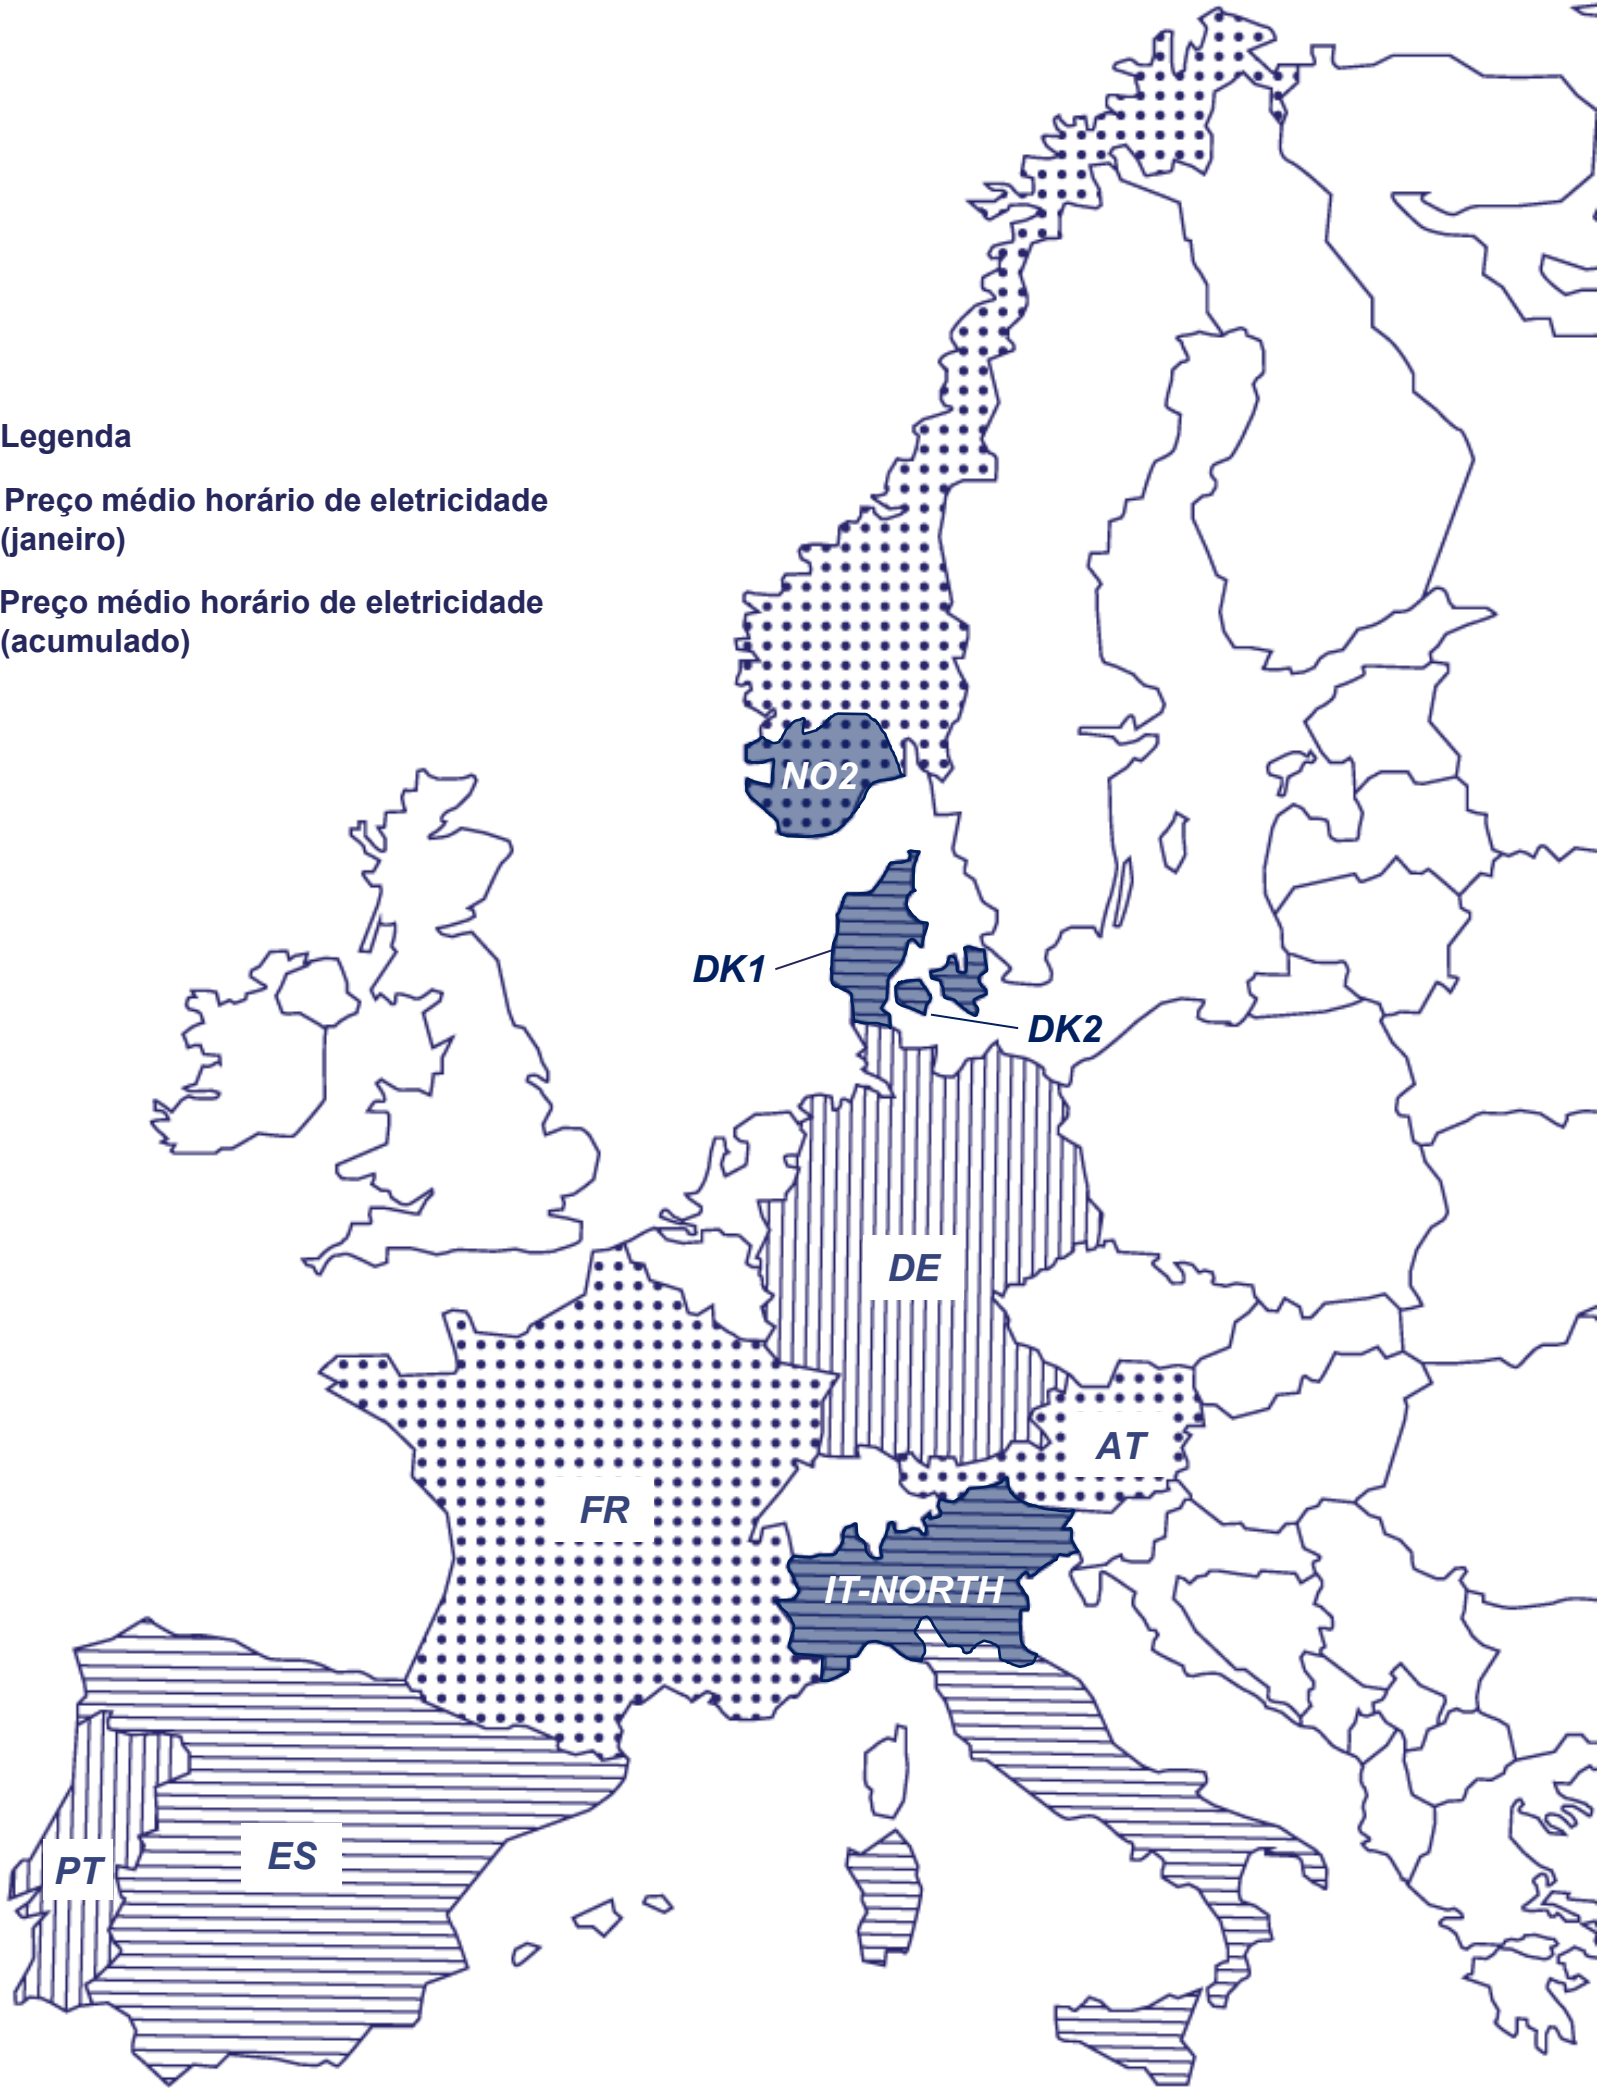 Legenda
Preço médio horário de eletricidade
(janeiro)
Preço médio horário de eletricidade
(acumulado)
NO2
DK1
DK2
DE
AT
FR
IT-NORTH
ES
PT